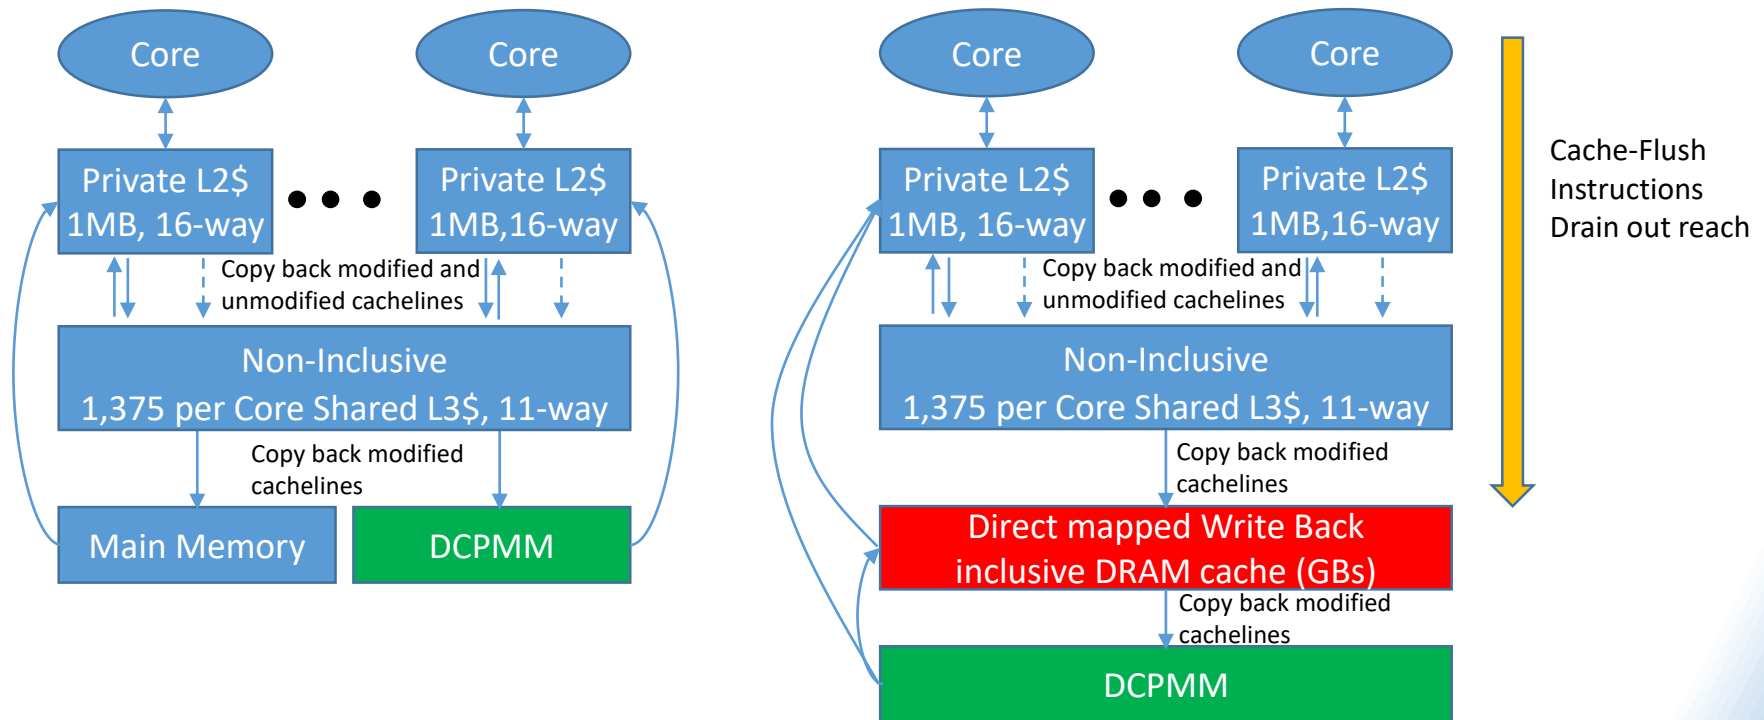 Core
Core
Private L2$
1MB, 16-way
Private L2$
1MB,16-way
Copy back modified and
unmodified cachelines
Non-Inclusive
1,375 per Core Shared L3$, 11-way
Copy back modified
cachelines
Main Memory
DCPMM
Core
Core
Private L2$
1MB, 16-way
Private L2$
1MB,16-way
Copy back modified and
unmodified cachelines
Non-Inclusive
1,375 per Core Shared L3$, 11-way
Copy back modified
cachelines
Direct mapped Write Back
inclusive DRAM cache (GBs)
Copy back modified
cachelines
DCPMM
Cache-Flush
Instructions
Drain out reach